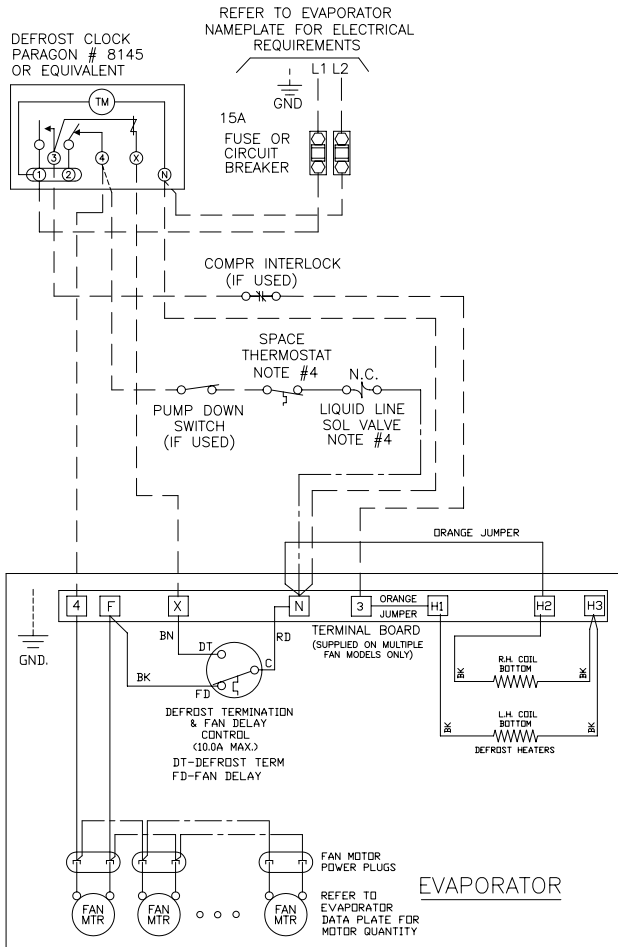 REFER TO EVAPORATOR
NAMEPLATE FOR ELECTRICAL
REQUIREMENTS
DEFROST CLOCK
PARAGON # 8145
OR EQUIVALENT
L1 L2
GND
TM
15A
FUSE OR
CIRCUIT
BREAKER
3
4
X
1
2
N
COMPR INTERLOCK
(IF USED)
SPACE
THERMOSTAT
NOTE #4
N.C.
PUMP DOWN
SWITCH
(IF USED)
LIQUID LINE
SOL VALVE
NOTE #4
ORANGE JUMPER
4
F
X
N
3
ORANGE
JUMPER
H1
H2
H3
GND.
BN
DT
RD
C
BK
FD
TERMINAL BOARD
(SUPPLIED ON MULTIPLE
FAN MODELS ONLY)
BK
R.H. COIL
BOTTOM
BK
BK
L.H. COIL
BOTTOM
BK
DEFROST HEATERS
DEFROST TERMINATION
& FAN DELAY
CONTROL
(10.0A MAX.)
DT-DEFROST TERM
FD-FAN DELAY
FAN MOTOR
POWER PLUGS
EVAPORATOR
FAN
MTR
FAN
MTR
FAN
MTR
REFER TO
EVAPORATOR
DATA PLATE FOR
MOTOR QUANTITY